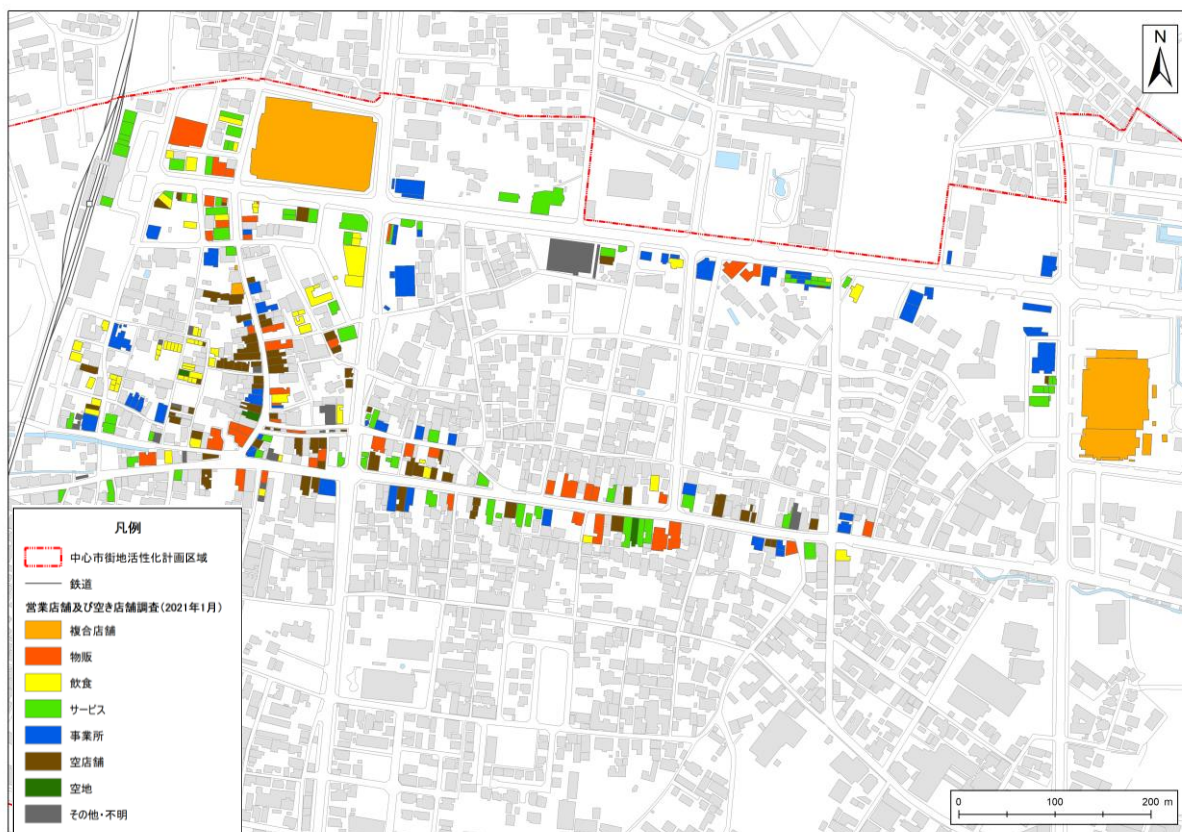 N
凡例
中心市街地活性化計画区域
鉄道
営業店舗及び空き店舗調査(2021年1月)
複合店舗
物販
飲食
サービス
事業所
空店舗
空地
その他・不明
0 100 200 m